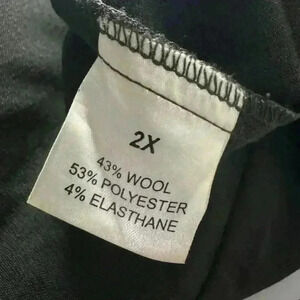 2X
43% WOOL
53% POLYESTER
4% ELASTHANE